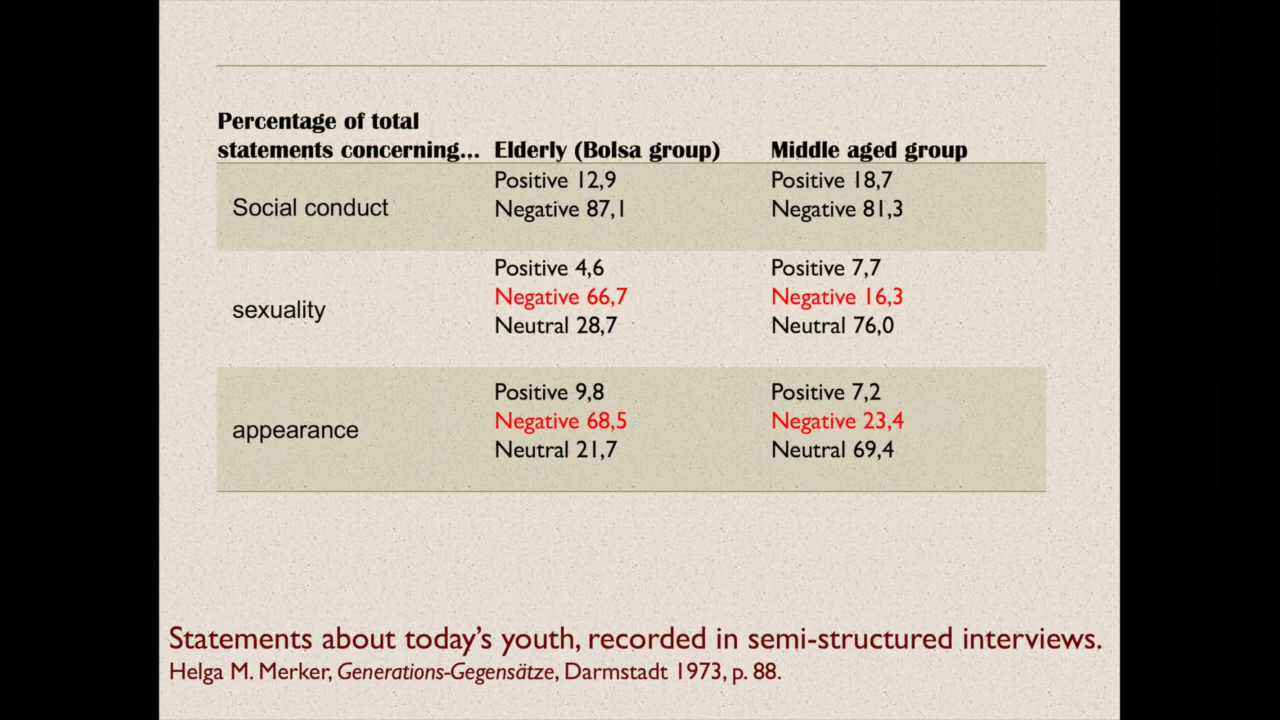 Percentage of total
statements concerning... Elderly (Bolsa group) Middle aged group
Social conduct
Positive 12,9
Negative 87,1
Positive 18,7
Negative 81,3
sexuality
Positive 4,6
Negative 66,7
Neutral 28,7
Positive 7,7
Negative 16,3
Neutral 76,0
appearance
Positive 9,8
Negative 68,5
Neutral 21,7
Positive 7,2
Negative 23,4
Neutral 69,4
Statements about today’s youth, recorded in semi-structured interviews.
Helga M. Merker, Generations-Gegensätze, Darmstadt 1973, p. 88.